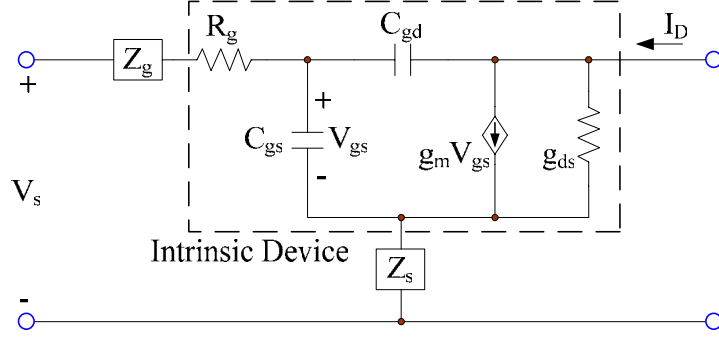 R_g
C_gd
I_D
Z_g
+
+
C_gs
V_gs
g_mV_gs
g_ds
-
V_s
Intrinsic Device
Z_s
-